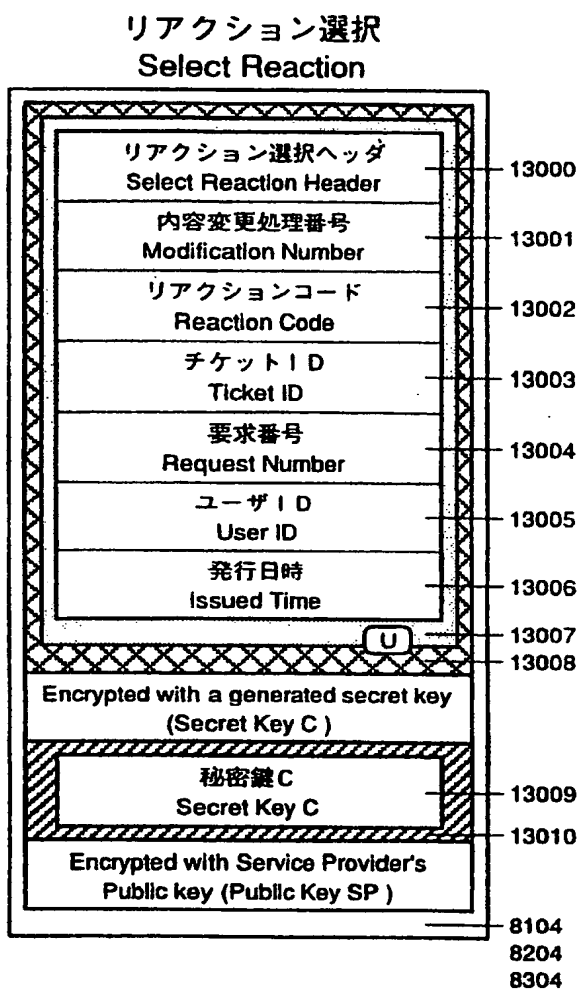 リアクション選択
Select Reaction
リアクション選択ヘッダ
Select Reaction Header
13000
内容変更処理番号
Modification Number
13001
リアクションコード
Reaction Code
13002
チケットID
Ticket ID
13003
要求番号
Request Number
13004
ユーザID
User ID
13005
発行日時
Issued Time
13006
U
13007
13008
Encrypted with a generated secret key
(Secret Key C )
秘密鍵C
Secret Key C
13009
13010
Encrypted with Service Provider's
Public key (Public Key SP )
8104
8204
8304